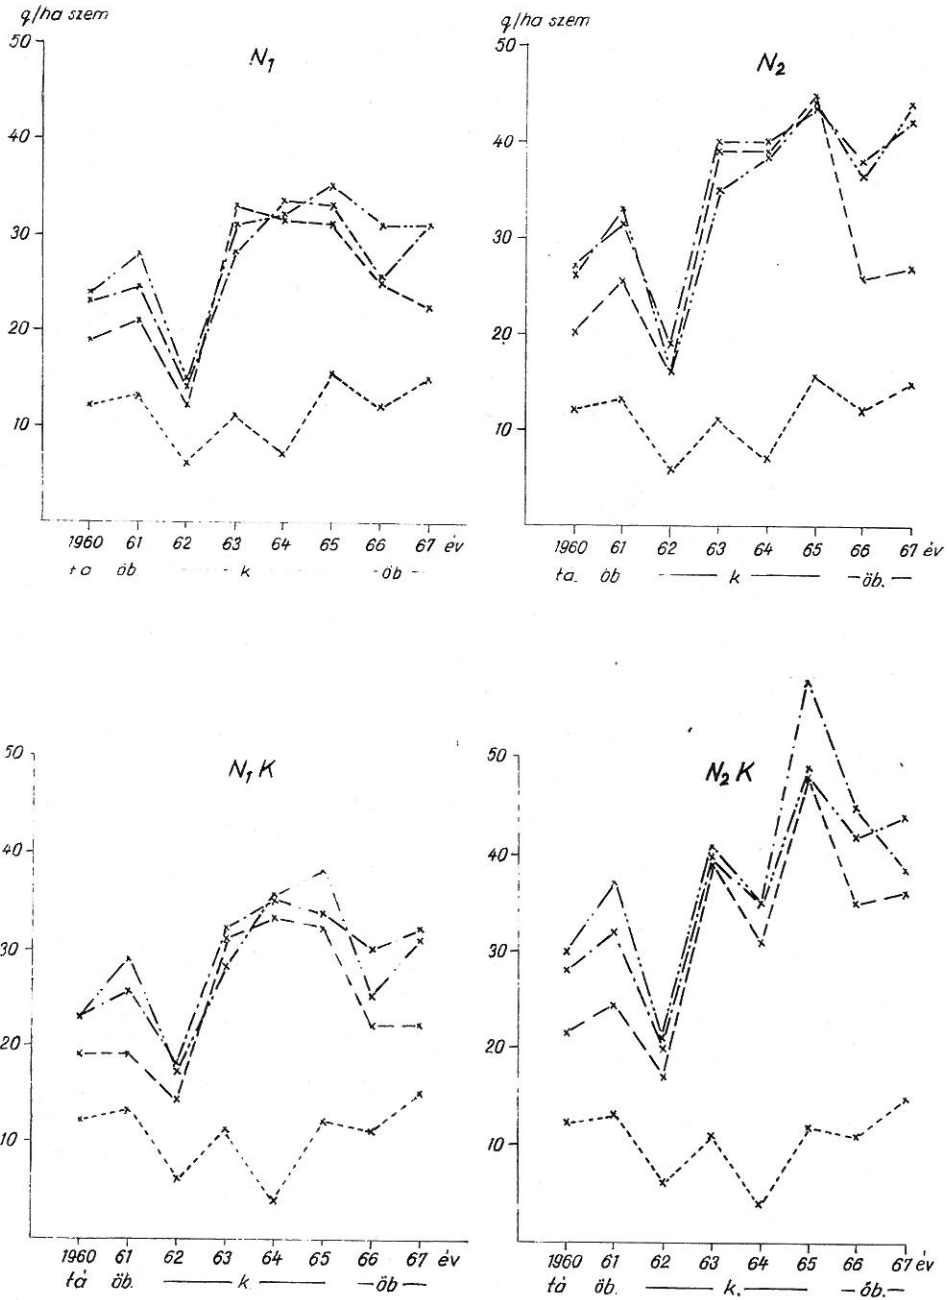 q/ha szem
50
N₁
40
30
20
10
1960 61 62 63 64 65 66 67 év
ta öb k öb
q/ha szem
50
N₂
40
30
20
10
1960 61 62 63 64 65 66 67 év
ta. öb k öb.
50
N₁K
40
30
20
10
1960 61 62 63 64 65 66 67 év
tá öb. k öb
50
N₂K
40
30
20
10
1960 61 62 63 64 65 66 67 év
tá öb. k. öb.